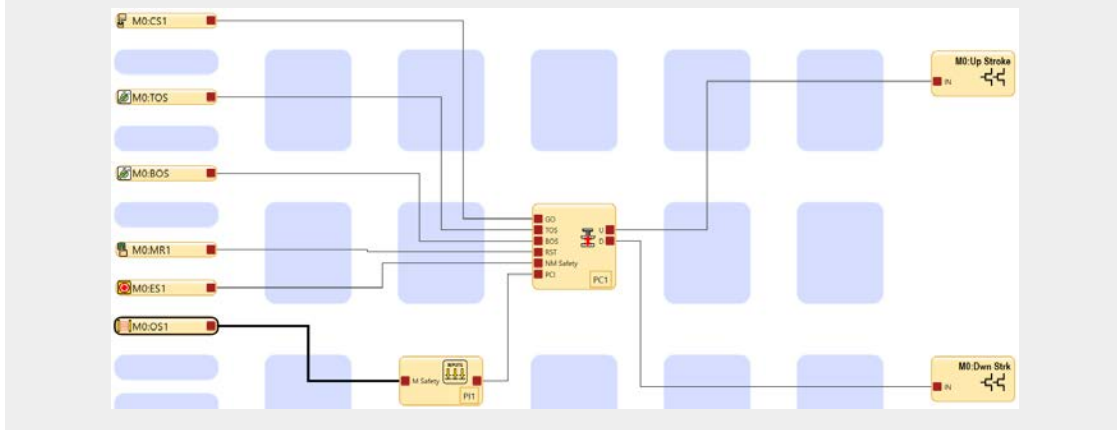 M0:CS1
M0:Up Stroke
IN
M0:TOS
M0:BOS
GO
TOS
BOS
RST
NM Safety
PCI
U
D
PC1
M0:MR1
M0:ES1
M0:OS1
INPUTS
M Safety
PI1
M0:Dwn Strk
IN